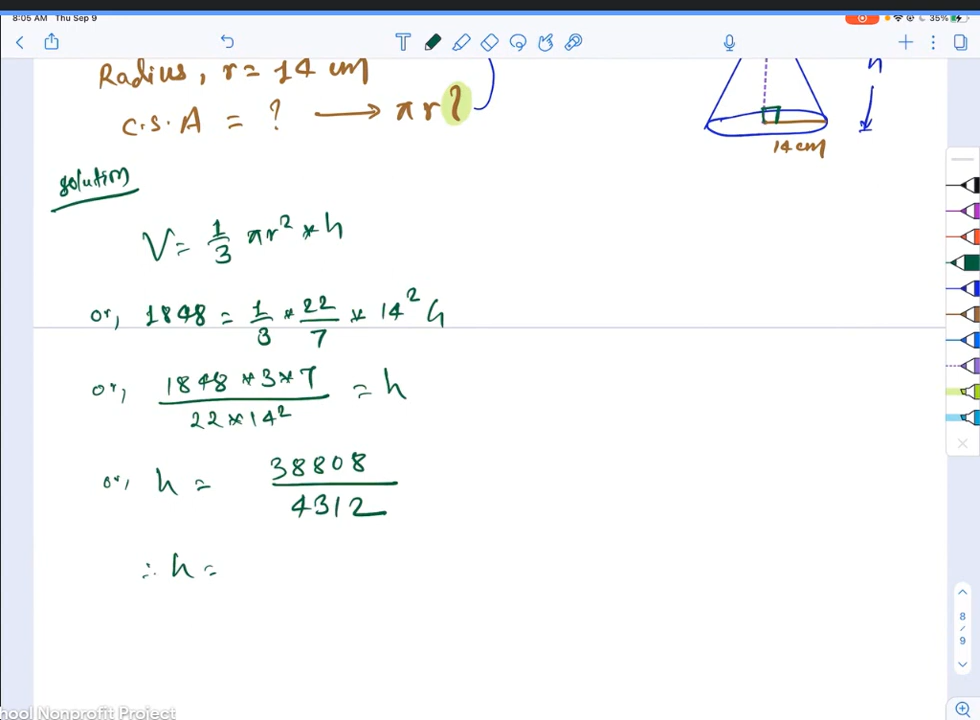 8:05 AM Thu Sep 9
35%
Radius, r = 14 cm
C.S.A = ? → πrl
h
14 cm
solution
V = 1/3 πr² * h
or, 1848 = 1/3 * 22/7 * 14² h
or, 1848 * 3 * 7 / 22 * 14² = h
or, h = 38808 / 4312
∴ h =
8
/
9
hool Nonprofit Project